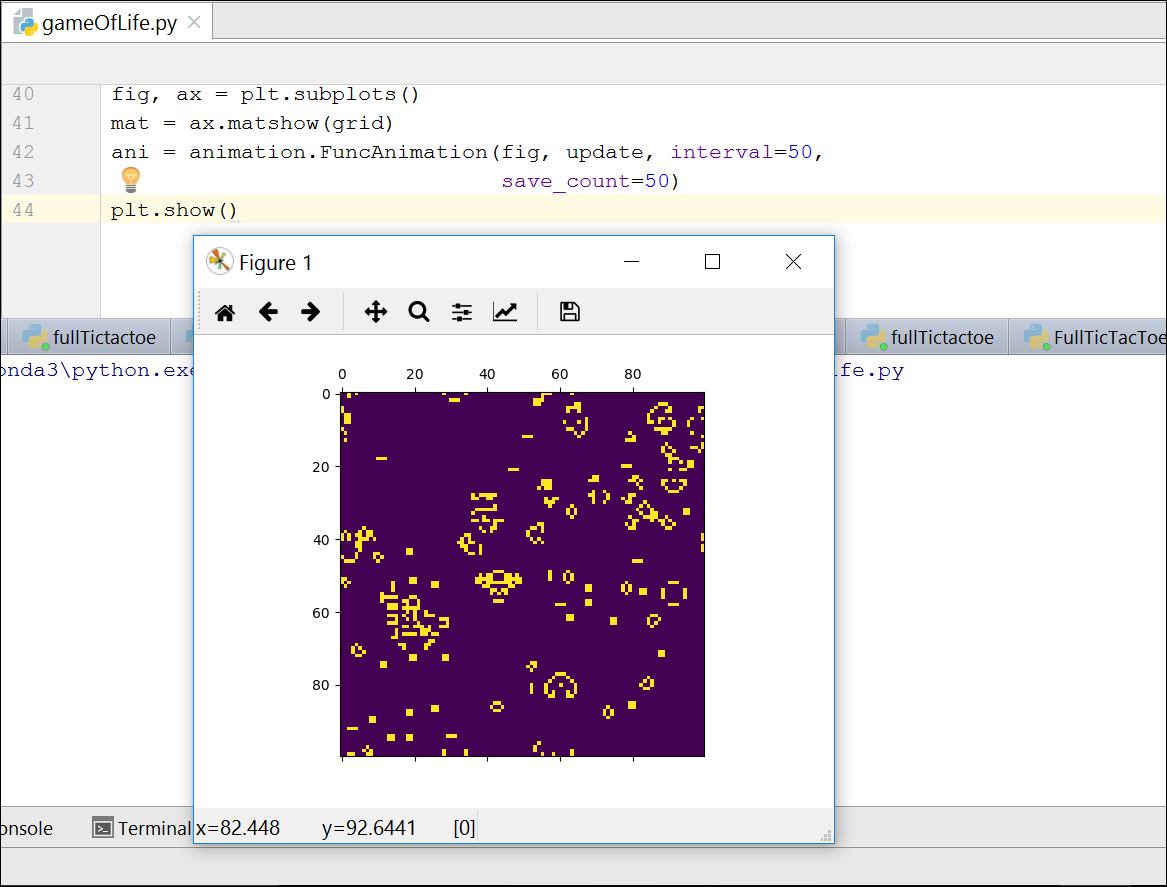 gameOfLife.py
40 fig, ax = plt.subplots()
41 mat = ax.matshow(grid)
42 ani = animation.FuncAnimation(fig, update, interval=50,
43 save_count=50)
44 plt.show()
Figure 1
fullTictactoe fullTictactoe FullTicTacToe
onda3\python.exe ife.py
0 20 40 60 80
0
20
40
60
80
onsole Terminal x=82.448 y=92.6441 [0]